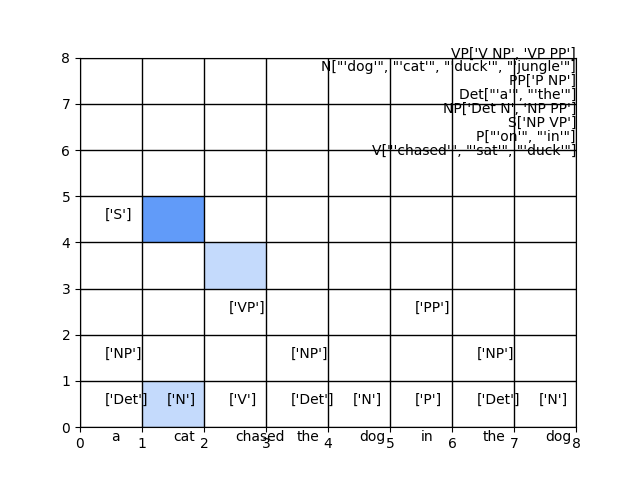 VP['V NP', 'VP PP']
8
N["'dog'", "'cat'", "'duck'", "'jungle'"]
PP['P NP']
Det["'a'", "'the'"]
7
NP['Det N', 'NP PP']
S['NP VP']
P["'on'", "'in'"]
6
V["'chased'", "'sat'", "'duck'"]
5
['S']
4
3
['VP'] ['PP']
2
['NP'] ['NP'] ['NP']
1
['Det'] ['N'] ['V'] ['Det'] ['N'] ['P'] ['Det'] ['N']
0
a cat chased the dog in the dog
0 1 2 3 4 5 6 7 8